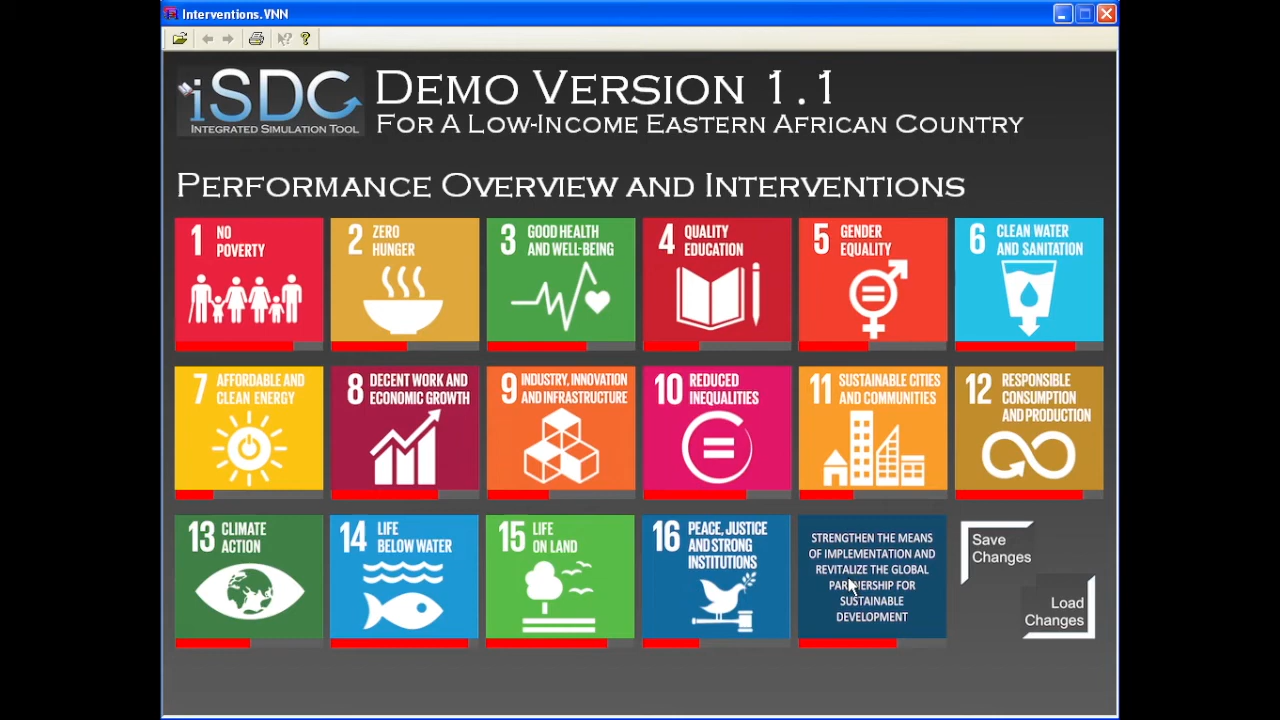 Interventions.VNN
iSDG
INTEGRATED SIMULATION TOOL
DEMO VERSION 1.1
FOR A LOW-INCOME EASTERN AFRICAN COUNTRY
PERFORMANCE OVERVIEW AND INTERVENTIONS
1 NO
POVERTY
2 ZERO
HUNGER
3 GOOD HEALTH
AND WELL-BEING
4 QUALITY
EDUCATION
5 GENDER
EQUALITY
6 CLEAN WATER
AND SANITATION
7 AFFORDABLE AND
CLEAN ENERGY
8 DECENT WORK AND
ECONOMIC GROWTH
9 INDUSTRY, INNOVATION
AND INFRASTRUCTURE
10 REDUCED
INEQUALITIES
11 SUSTAINABLE CITIES
AND COMMUNITIES
12 RESPONSIBLE
CONSUMPTION
AND PRODUCTION
13 CLIMATE
ACTION
14 LIFE
BELOW WATER
15 LIFE
ON LAND
16 PEACE, JUSTICE
AND STRONG
INSTITUTIONS
STRENGTHEN THE MEANS
OF IMPLEMENTATION AND
REVITALIZE THE GLOBAL
PARTNERSHIP FOR
SUSTAINABLE
DEVELOPMENT
Save
Changes
Load
Changes